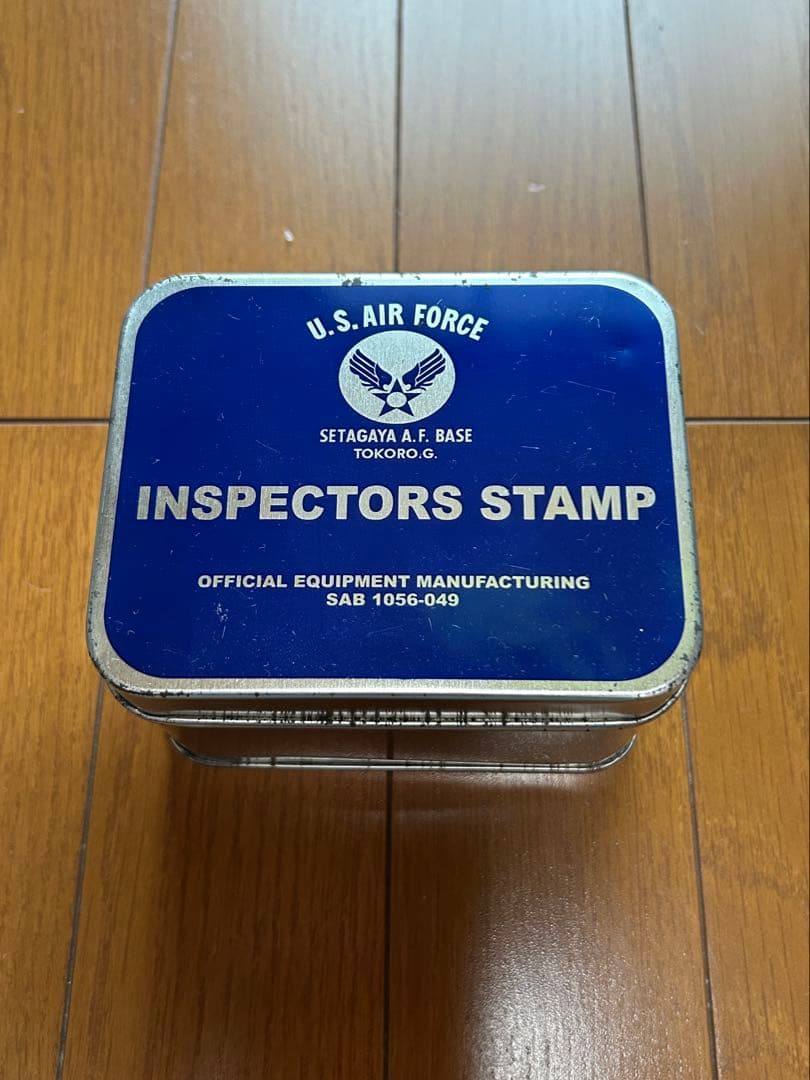 U.S. AIR FORCE
SETAGAYA A.F. BASE
TOKORO.G.
INSPECTORS STAMP
OFFICIAL EQUIPMENT MANUFACTURING
SAB 1056-049